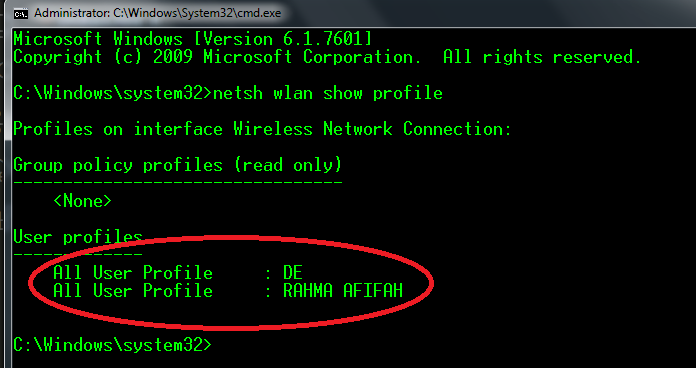 Administrator: C:\Windows\System32\cmd.exe
Microsoft Windows [Version 6.1.7601]
Copyright (c) 2009 Microsoft Corporation.  All rights reserved.
C:\Windows\system32>netsh wlan show profile
Profiles on interface Wireless Network Connection:
Group policy profiles (read only)
---------------------------------
    <None>
User profiles
-------------
    All User Profile     : DE
    All User Profile     : RAHMA AFIFAH
C:\Windows\system32>